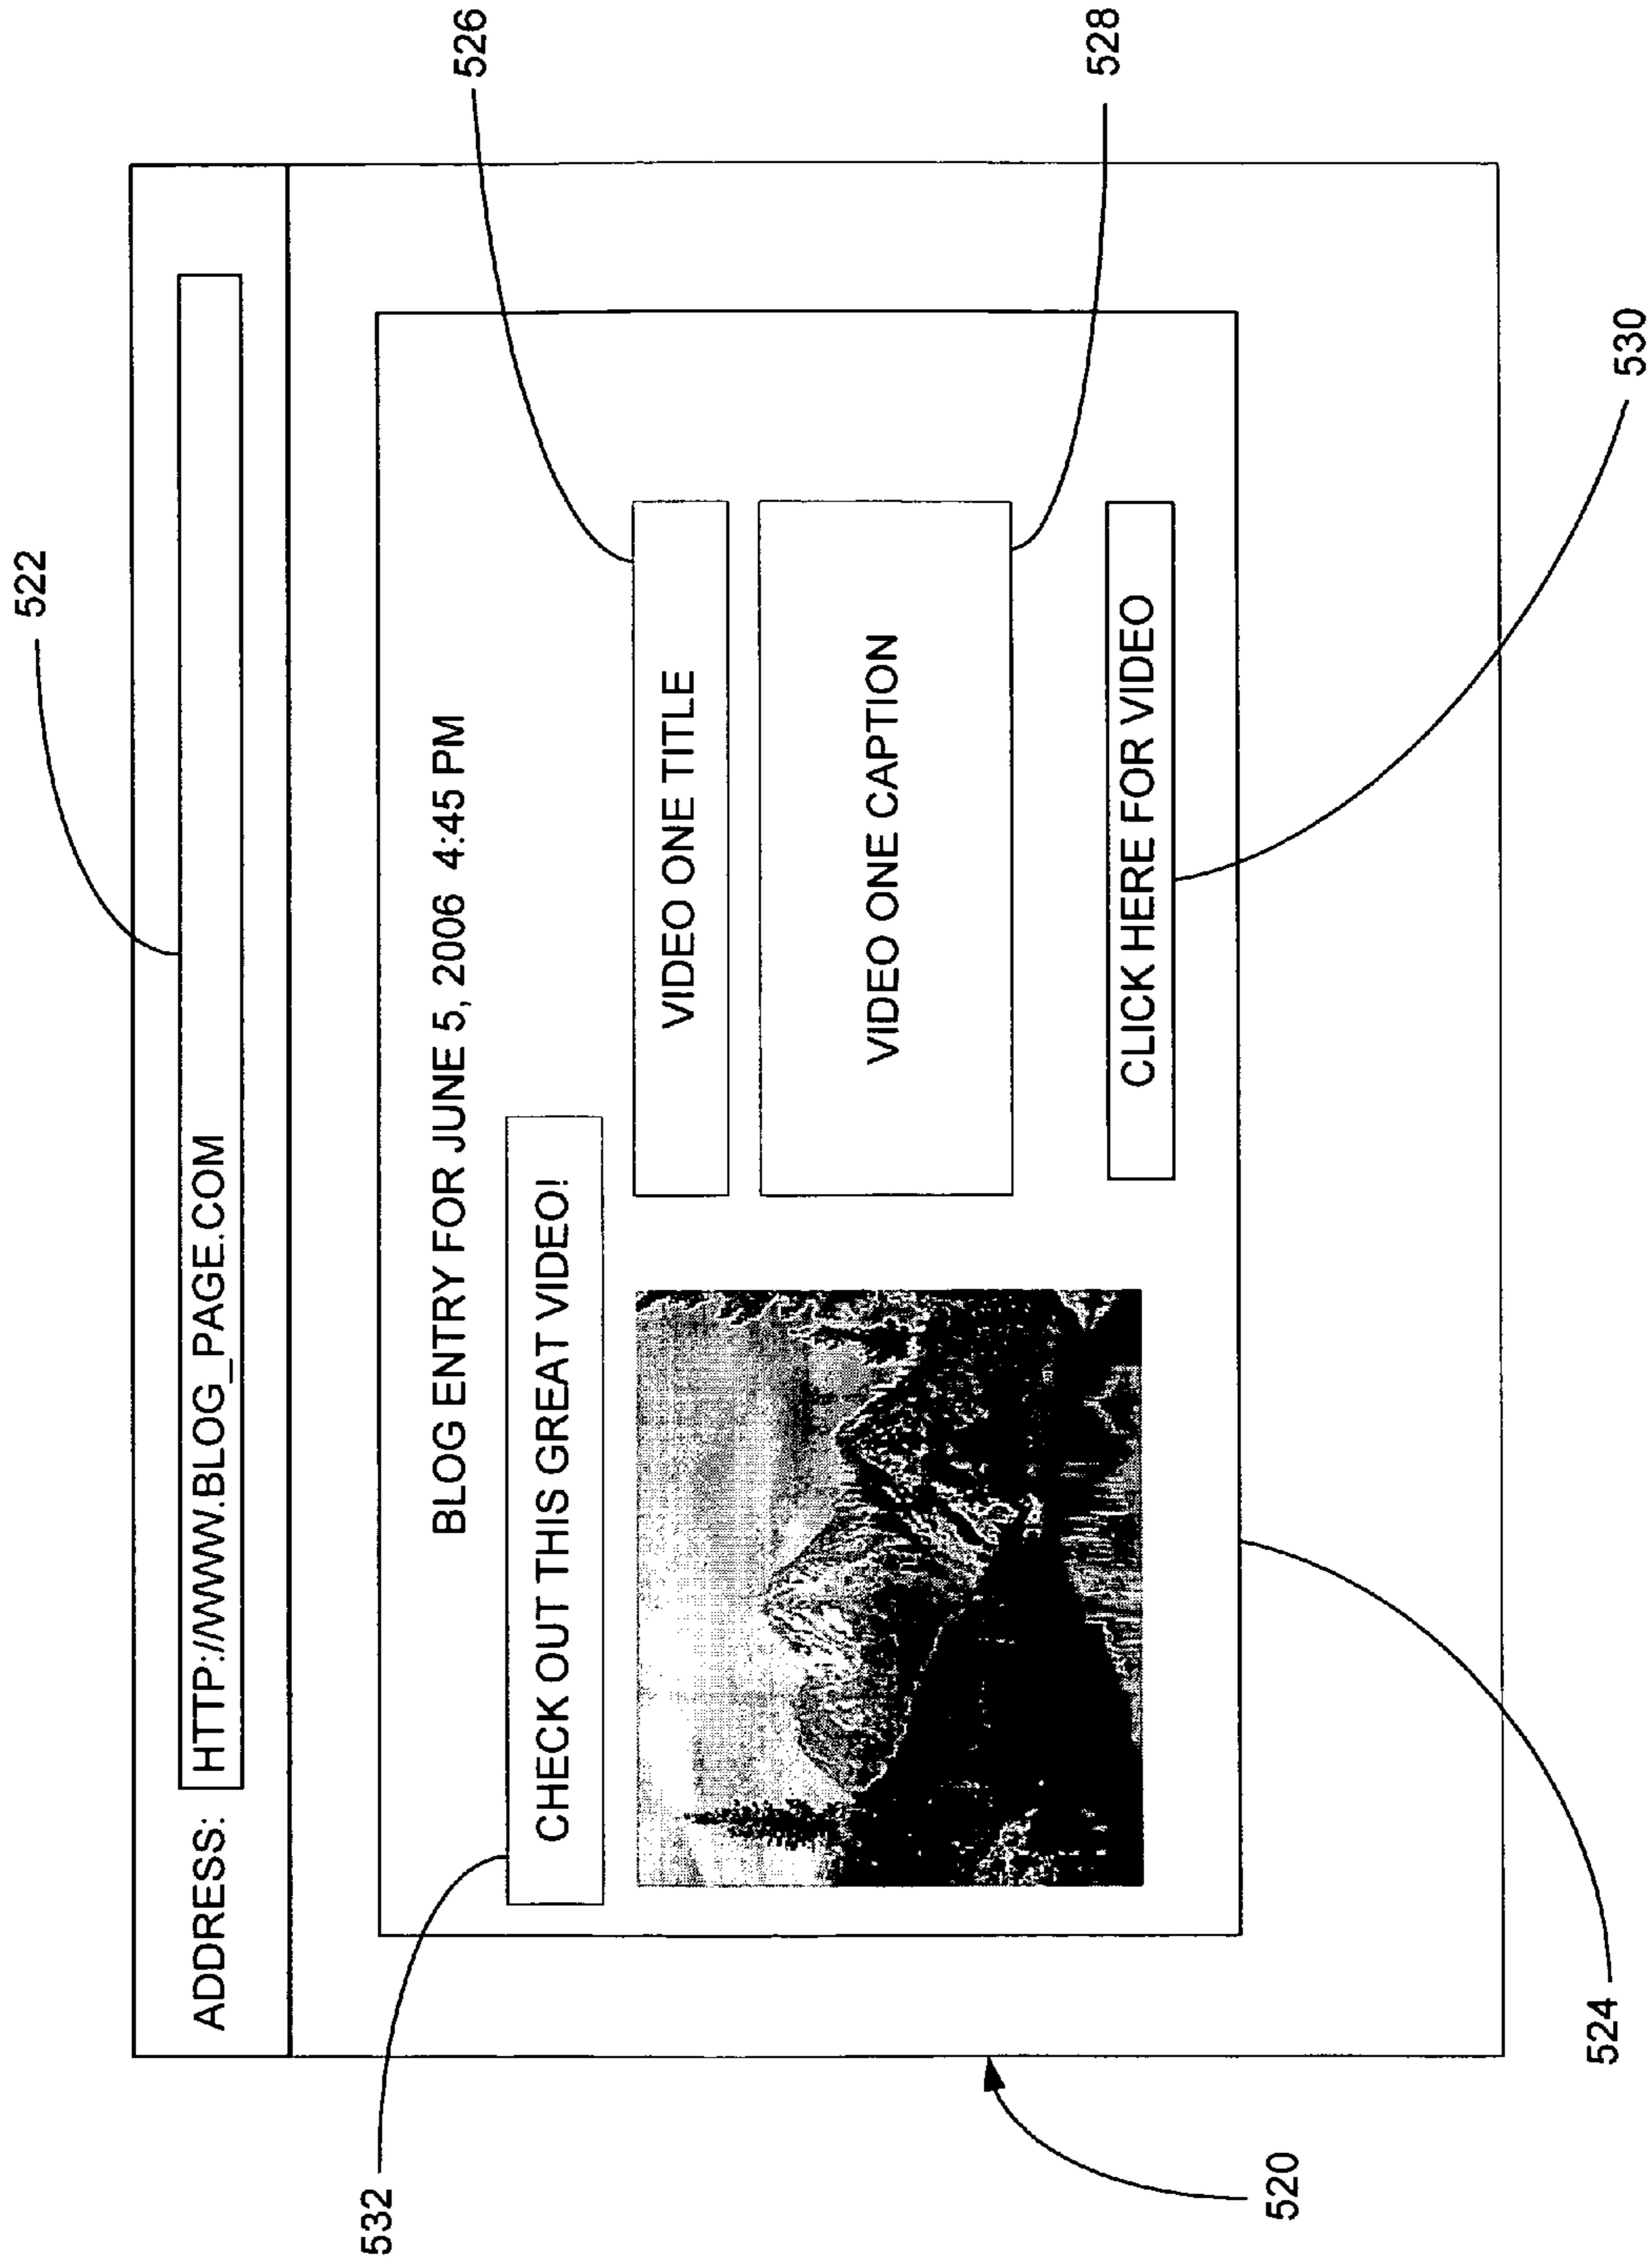 522
ADDRESS: HTTP://WWW.BLOG_PAGE.COM
532
BLOG ENTRY FOR JUNE 5, 2006 4:45 PM
526
CHECK OUT THIS GREAT VIDEO!
VIDEO ONE TITLE
VIDEO ONE CAPTION
528
CLICK HERE FOR VIDEO
520
524
530